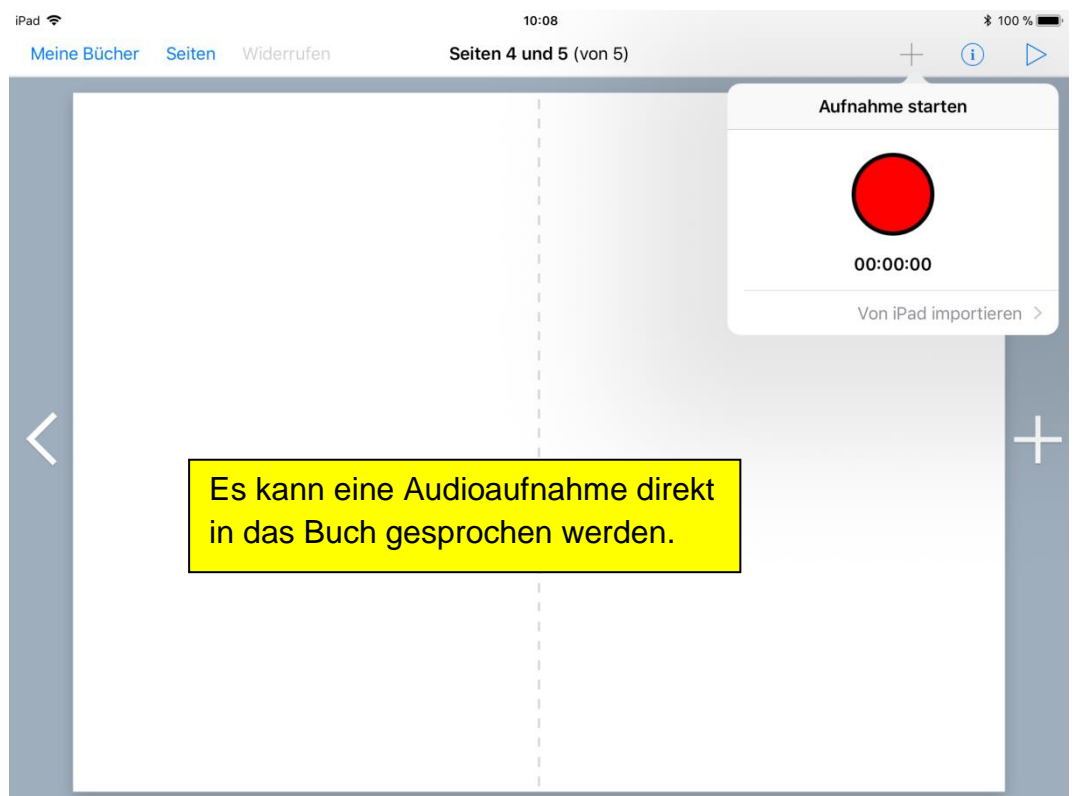 iPad 10:08 100 %
Meine Bücher Seiten Widerrufen Seiten 4 und 5 (von 5)
Aufnahme starten
00:00:00
Von iPad importieren >
Es kann eine Audioaufnahme direkt
in das Buch gesprochen werden.